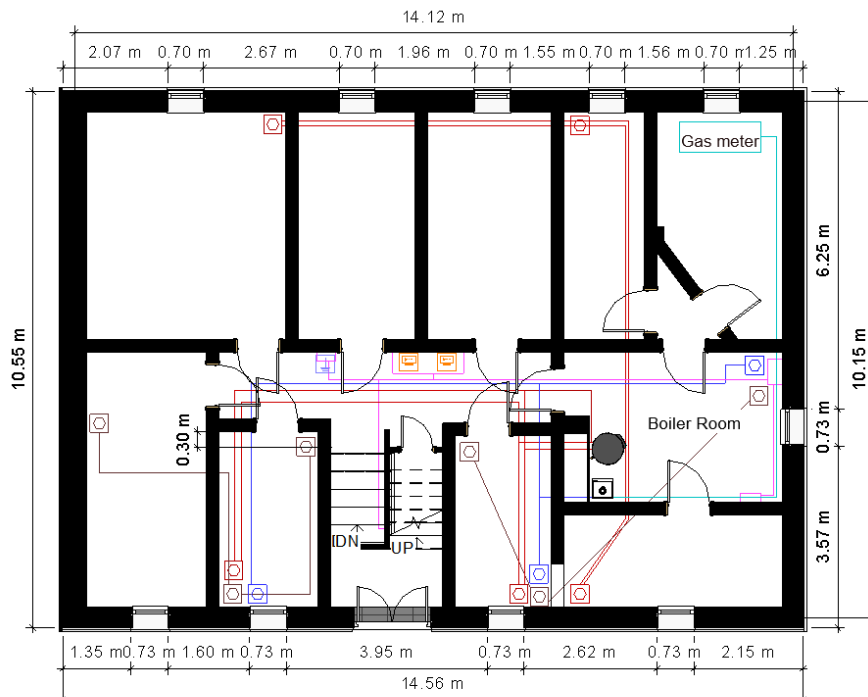 14.12 m
2.07 m 0.70 m 2.67 m 0.70 m 1.96 m 0.70 m 1.55 m 0.70 m 1.56 m 0.70 m 1.25 m
Gas meter
6.25 m
10.55 m
10.15 m
0.30 m
Boiler Room
0.73 m
DN
UP
3.57 m
1.35 m 0.73 m 1.60 m 0.73 m 3.95 m 0.73 m 2.62 m 0.73 m 2.15 m
14.56 m